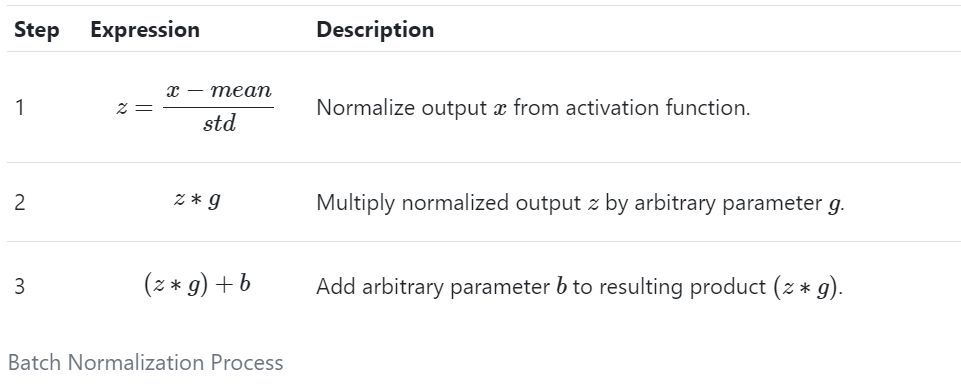 Step Expression Description
1 z = \frac{x - mean}{std} Normalize output x from activation function.
2 z * g Multiply normalized output z by arbitrary parameter g.
3 (z * g) + b Add arbitrary parameter b to resulting product (z * g).
Batch Normalization Process